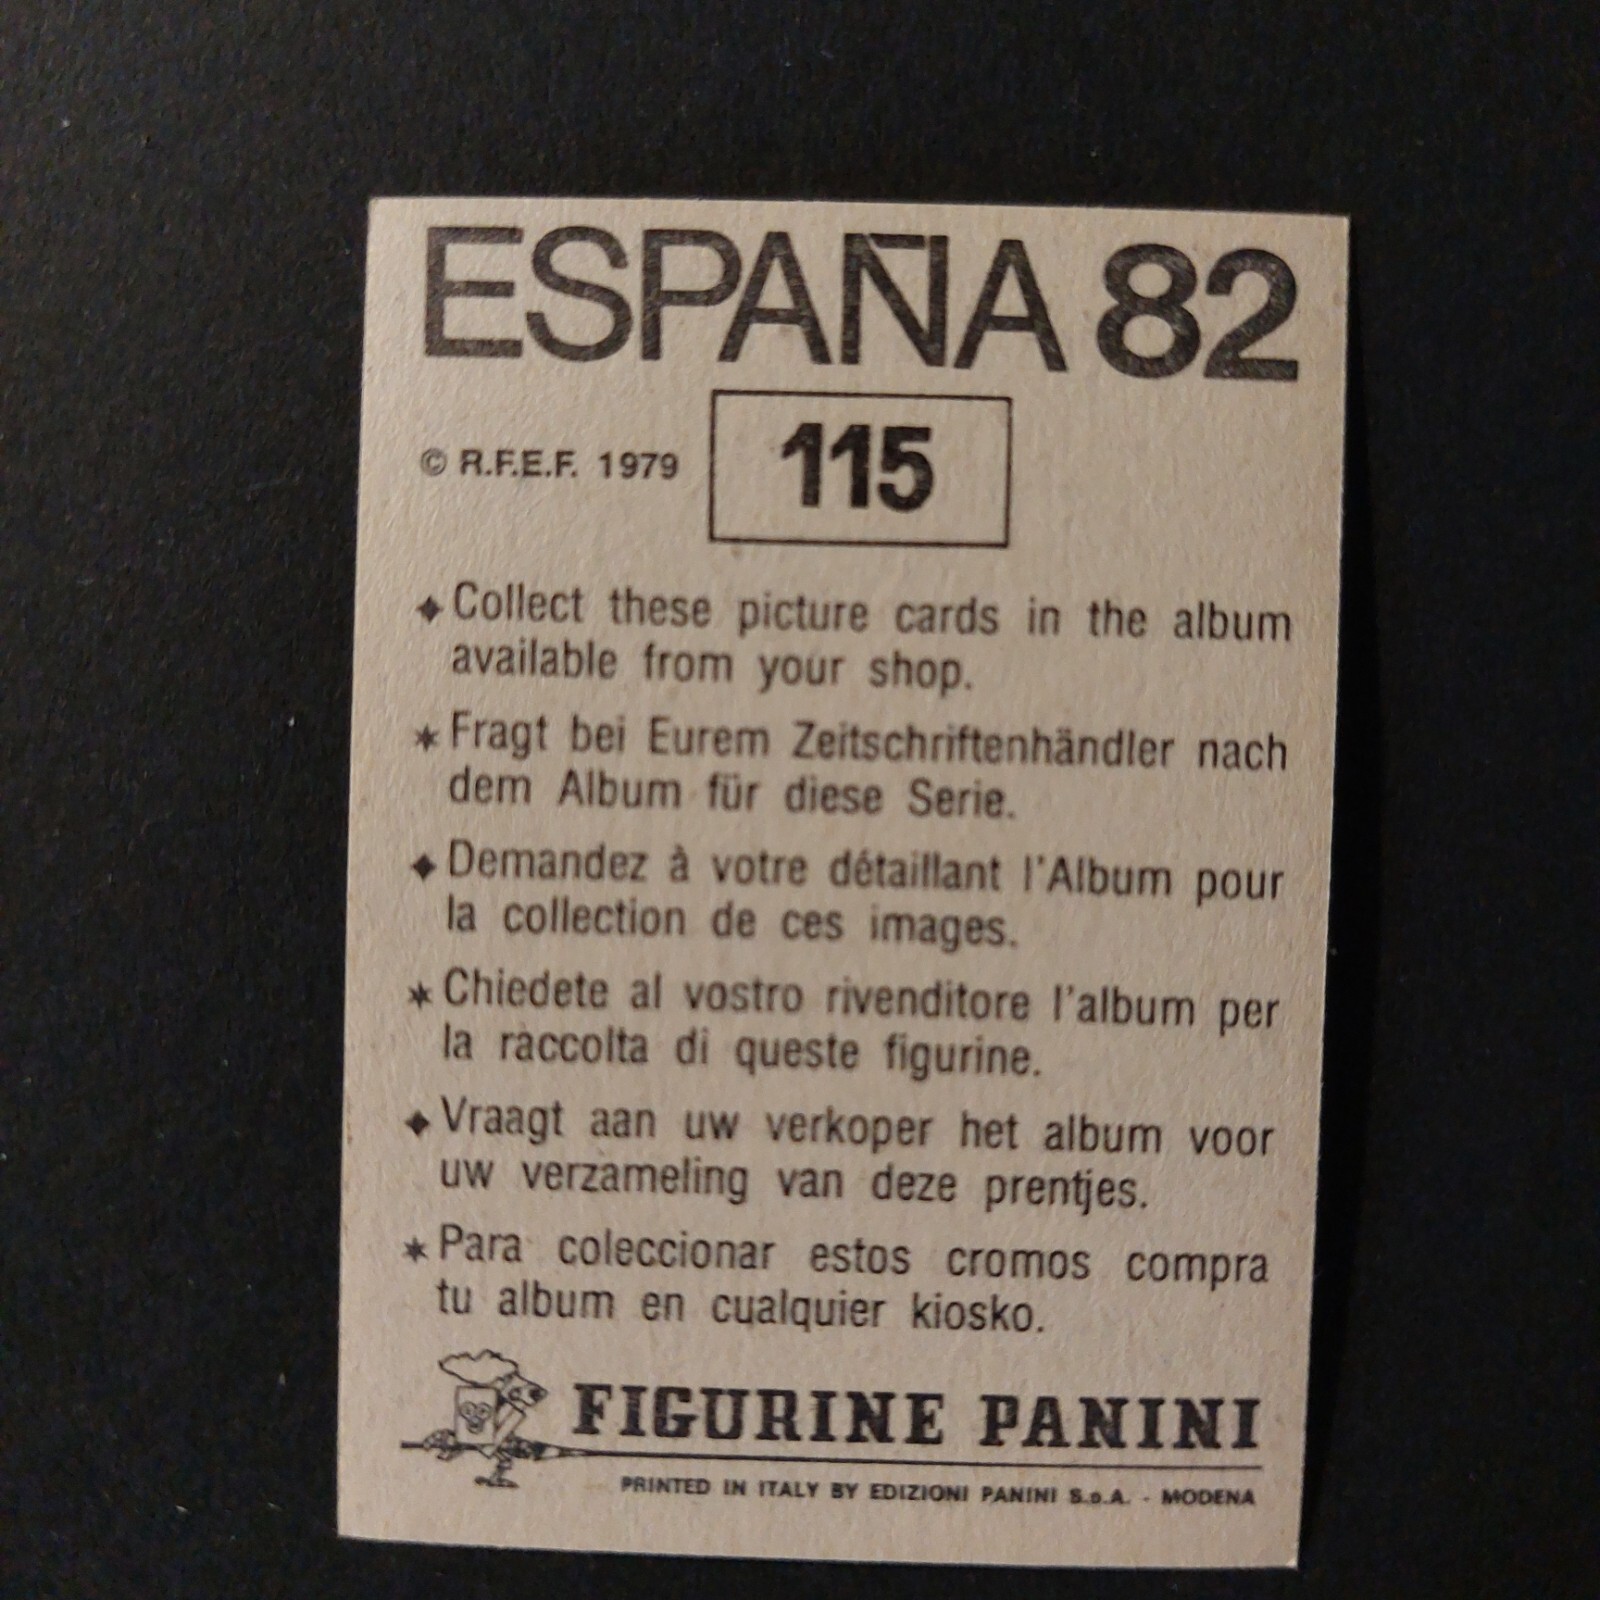 ESPAÑA 82
© R.F.E.F. 1979 115
◆ Collect these picture cards in the album
available from your shop.
★ Fragt bei Eurem Zeitschriftenhändler nach
dem Album für diese Serie.
◆ Demandez à votre détaillant l'Album pour
la collection de ces images.
★ Chiedete al vostro rivenditore l'album per
la raccolta di queste figurine.
◆ Vraagt aan uw verkoper het album voor
uw verzameling van deze prentjes.
★ Para coleccionar estos cromos compra
tu album en cualquier kiosko.
FIGURINE PANINI
PRINTED IN ITALY BY EDIZIONI PANINI S.p.A. - MODENA